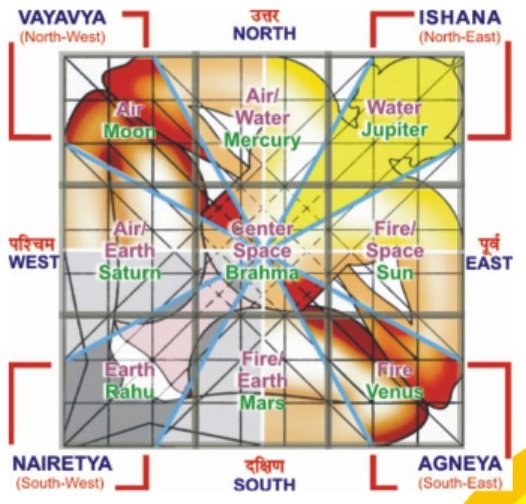 VAYAVYA
(North-West)
उत्तर
NORTH
ISHANA
(North-East)
Air
Moon
Air/
Water
Mercury
Water
Jupiter
पश्चिम
WEST
Air/
Earth
Saturn
Center
Space
Brahma
Fire/
Space
Sun
पूर्व
EAST
Earth
Rahu
Fire/
Earth
Mars
Fire
Venus
NAIRETYA
(South-West)
दक्षिण
SOUTH
AGNEYA
(South-East)